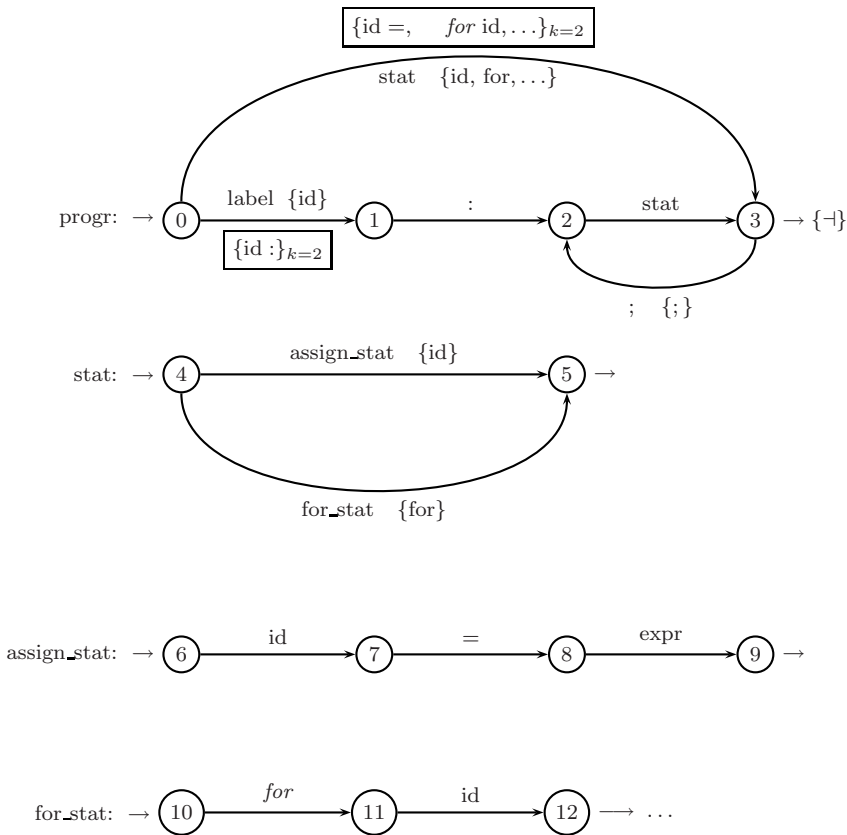 {id =, for id, . . .}k=2
stat {id, for, . . .}
progr: → 0 label {id} 1 : 2 stat 3 → {⊣}
{id :}k=2
; {; }
stat: → 4 assign_stat {id} 5 →
for_stat {for}
assign_stat: → 6 id 7 = 8 expr 9 →
for_stat: → 10 for 11 id 12 → . . .